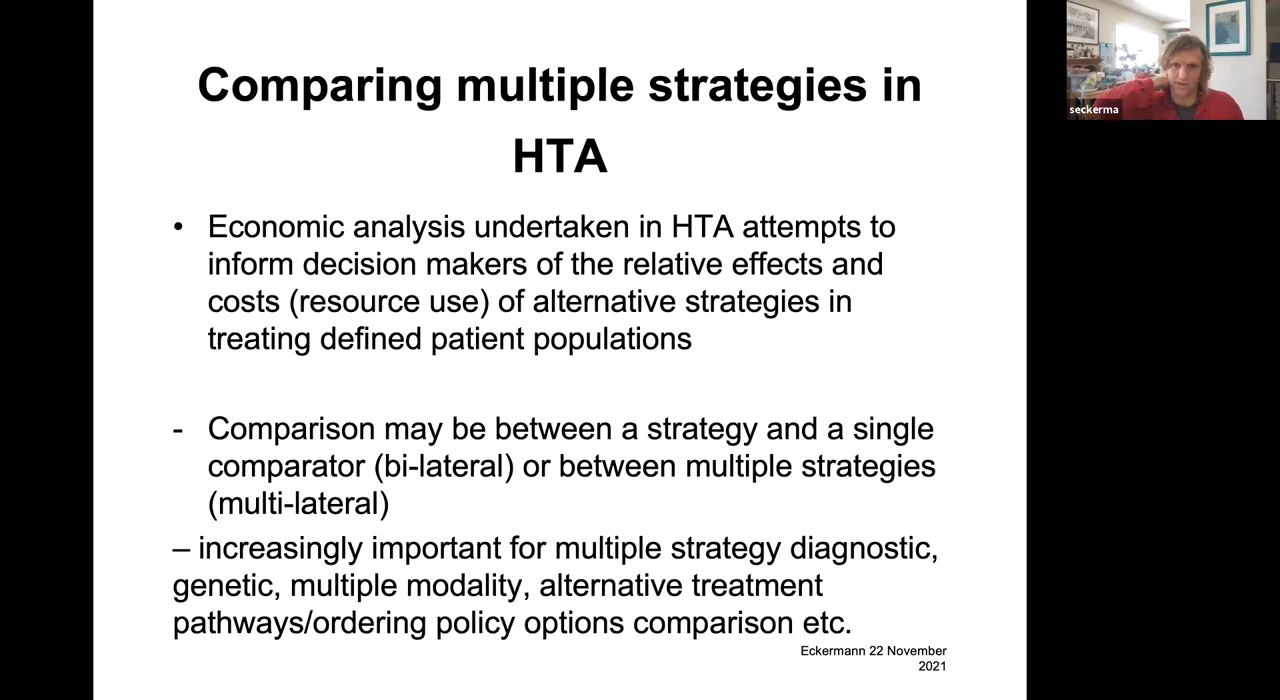 Comparing multiple strategies in
HTA
seckerma
• Economic analysis undertaken in HTA attempts to
inform decision makers of the relative effects and
costs (resource use) of alternative strategies in
treating defined patient populations
- Comparison may be between a strategy and a single
comparator (bi-lateral) or between multiple strategies
(multi-lateral)
– increasingly important for multiple strategy diagnostic,
genetic, multiple modality, alternative treatment
pathways/ordering policy options comparison etc.
Eckermann 22 November
2021